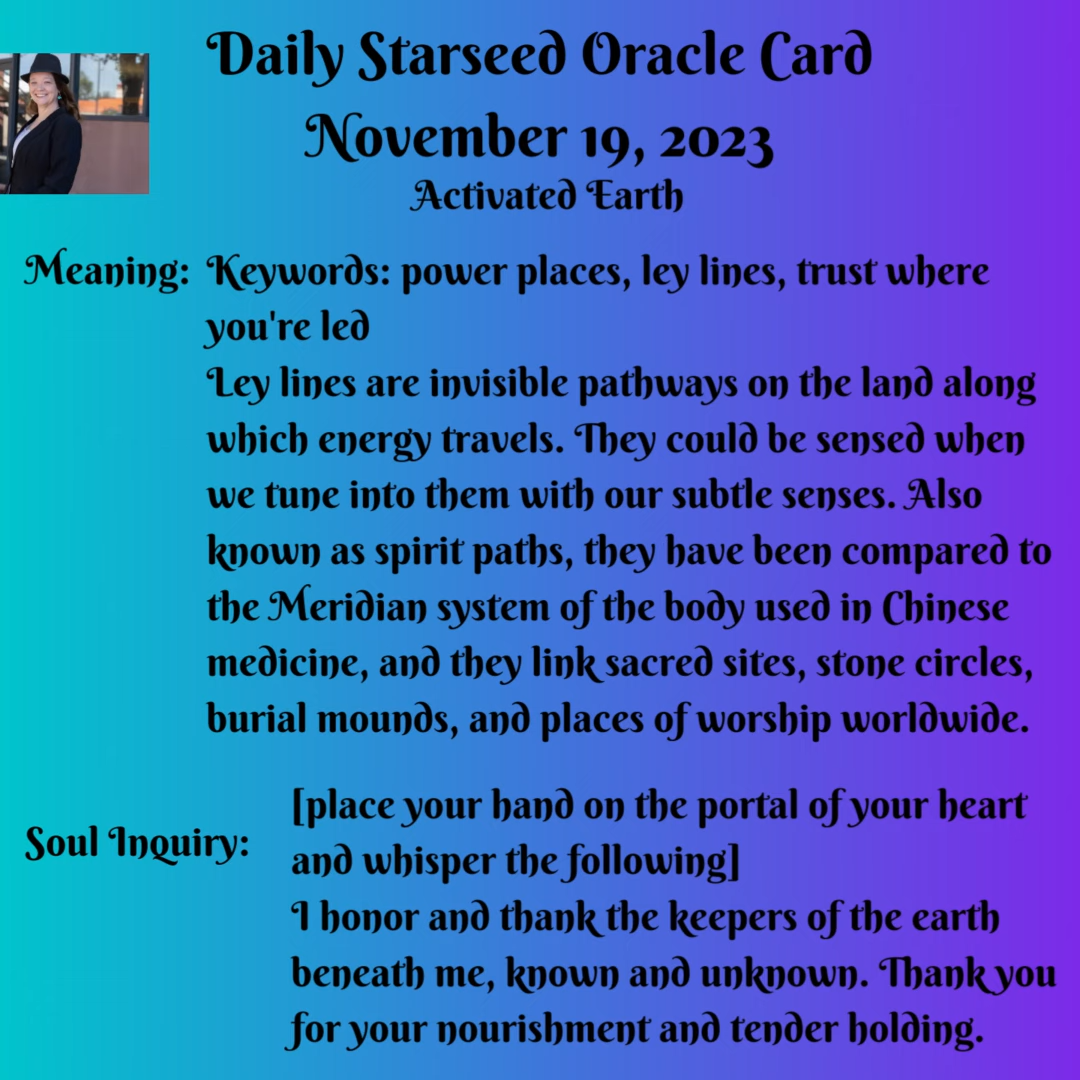 Daily Starseed Oracle Card
November 19, 2023
Activated Earth
Meaning: Keywords: power places, ley lines, trust where
you're led
Ley lines are invisible pathways on the land along
which energy travels. They could be sensed when
we tune into them with our subtle senses. Also
known as spirit paths, they have been compared to
the Meridian system of the body used in Chinese
medicine, and they link sacred sites, stone circles,
burial mounds, and places of worship worldwide.
Soul Inquiry:
[place your hand on the portal of your heart
and whisper the following]
I honor and thank the keepers of the earth
beneath me, known and unknown. Thank you
for your nourishment and tender holding.